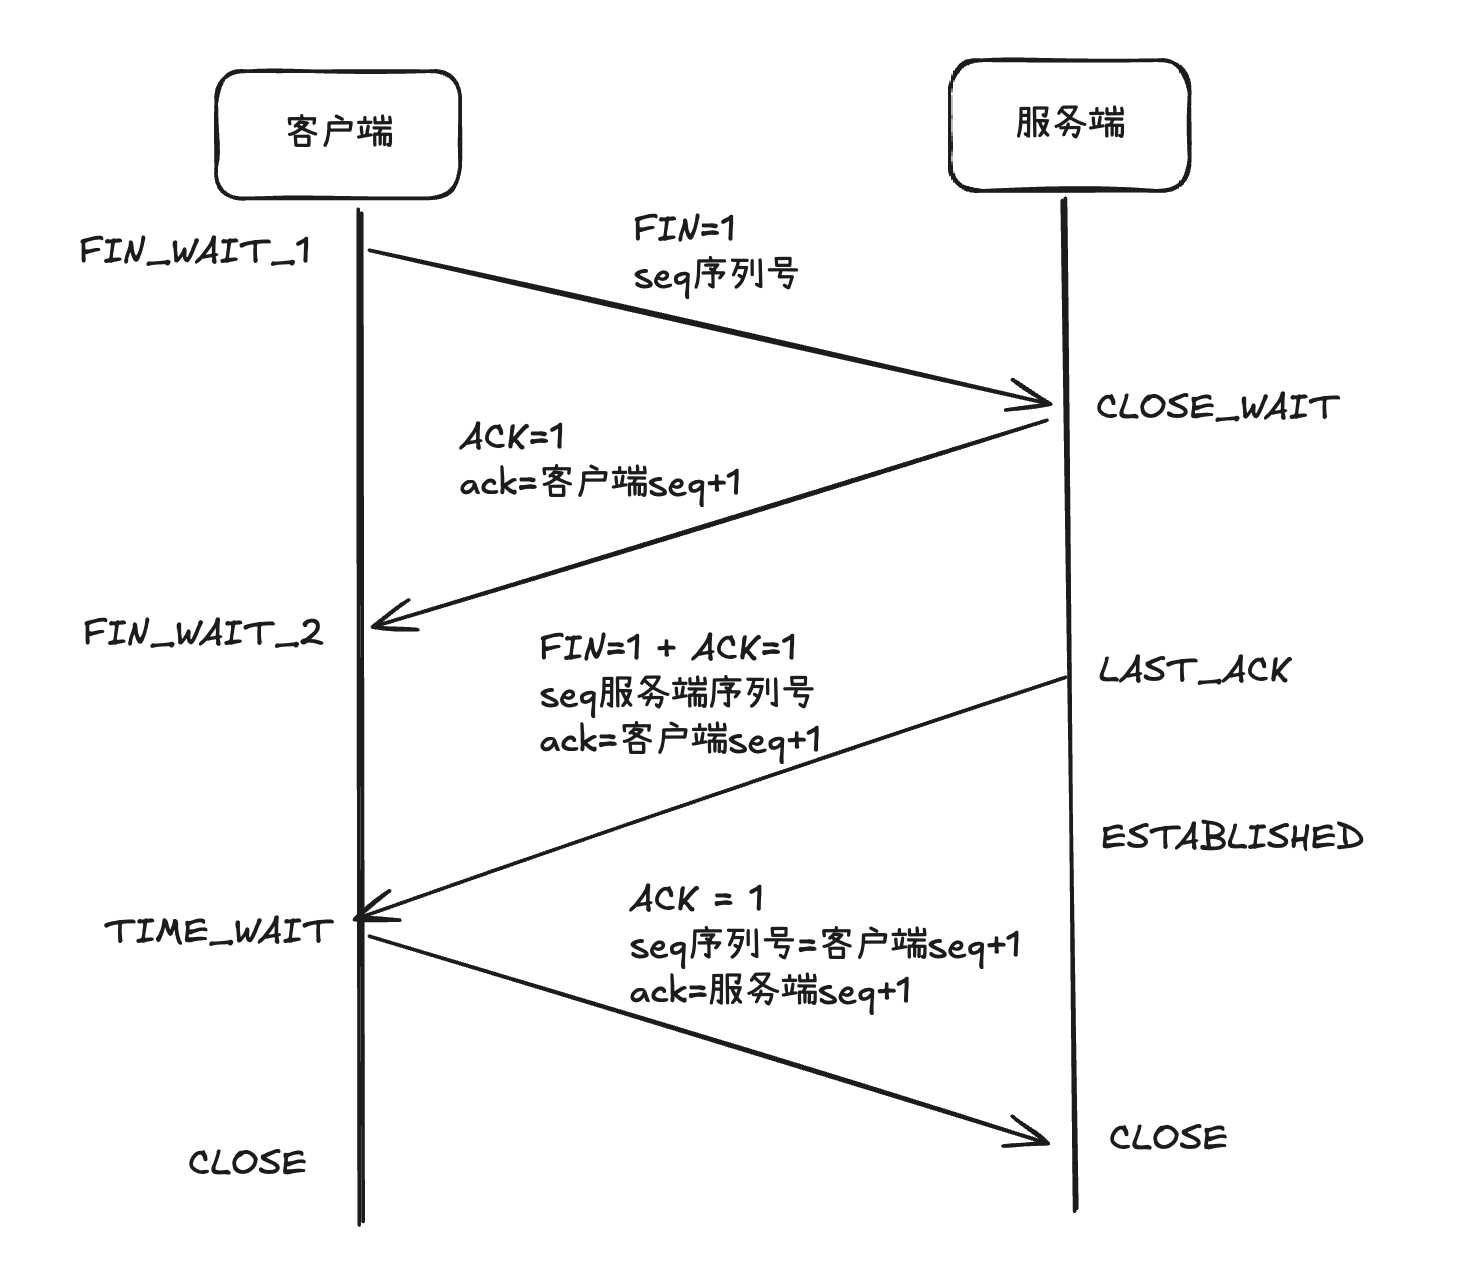 客户端
服务端
FIN_WAIT_1
FIN=1
seq序列号
CLOSE_WAIT
ACK=1
ack=客户端seq+1
FIN_WAIT_2
FIN=1 + ACK=1
seq服务端序列号
ack=客户端seq+1
LAST_ACK
ESTABLISHED
TIME_WAIT
ACK = 1
seq序列号=客户端seq+1
ack=服务端seq+1
CLOSE
CLOSE